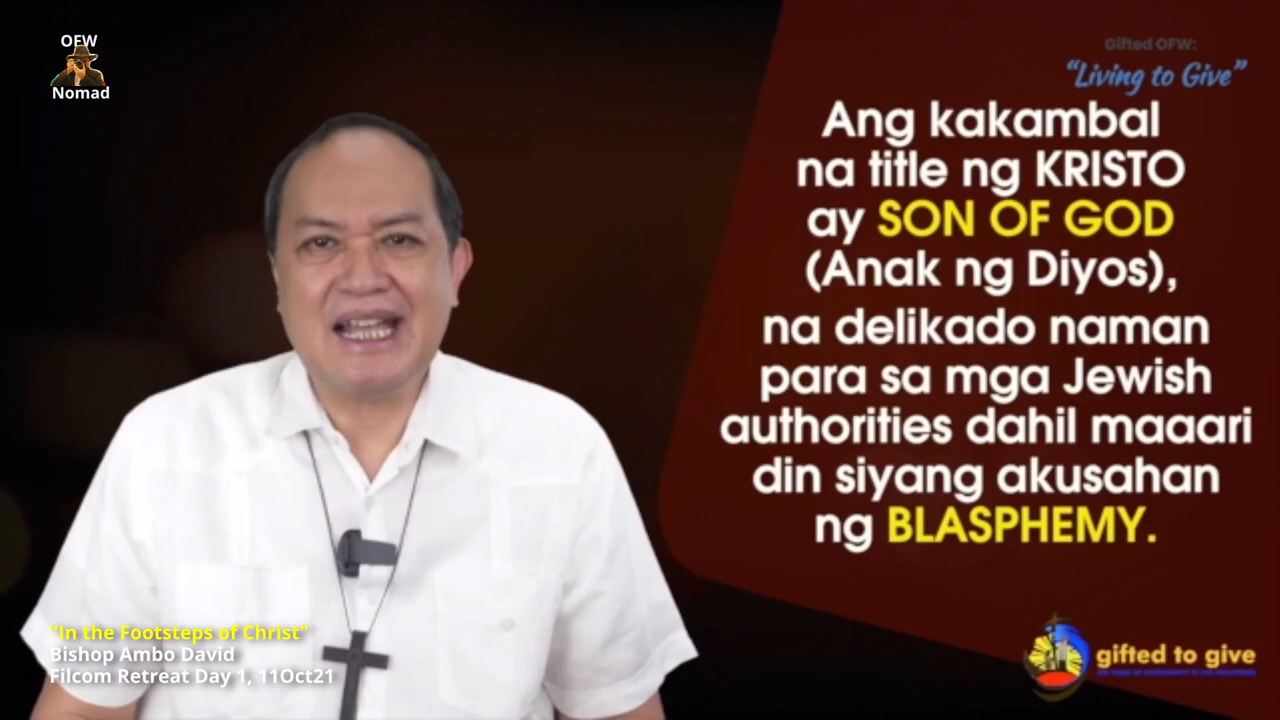 OFW
Nomad
Gifted OFW:
"Living to Give"
Ang kakambal
na title ng KRISTO
ay SON OF GOD
(Anak ng Diyos),
na delikado naman
para sa mga Jewish
authorities dahil maaari
din siyang akusahan
ng BLASPHEMY.
"In the Footsteps of Christ"
Bishop Ambo David
Filcom Retreat Day 1, 11Oct21
gifted to give